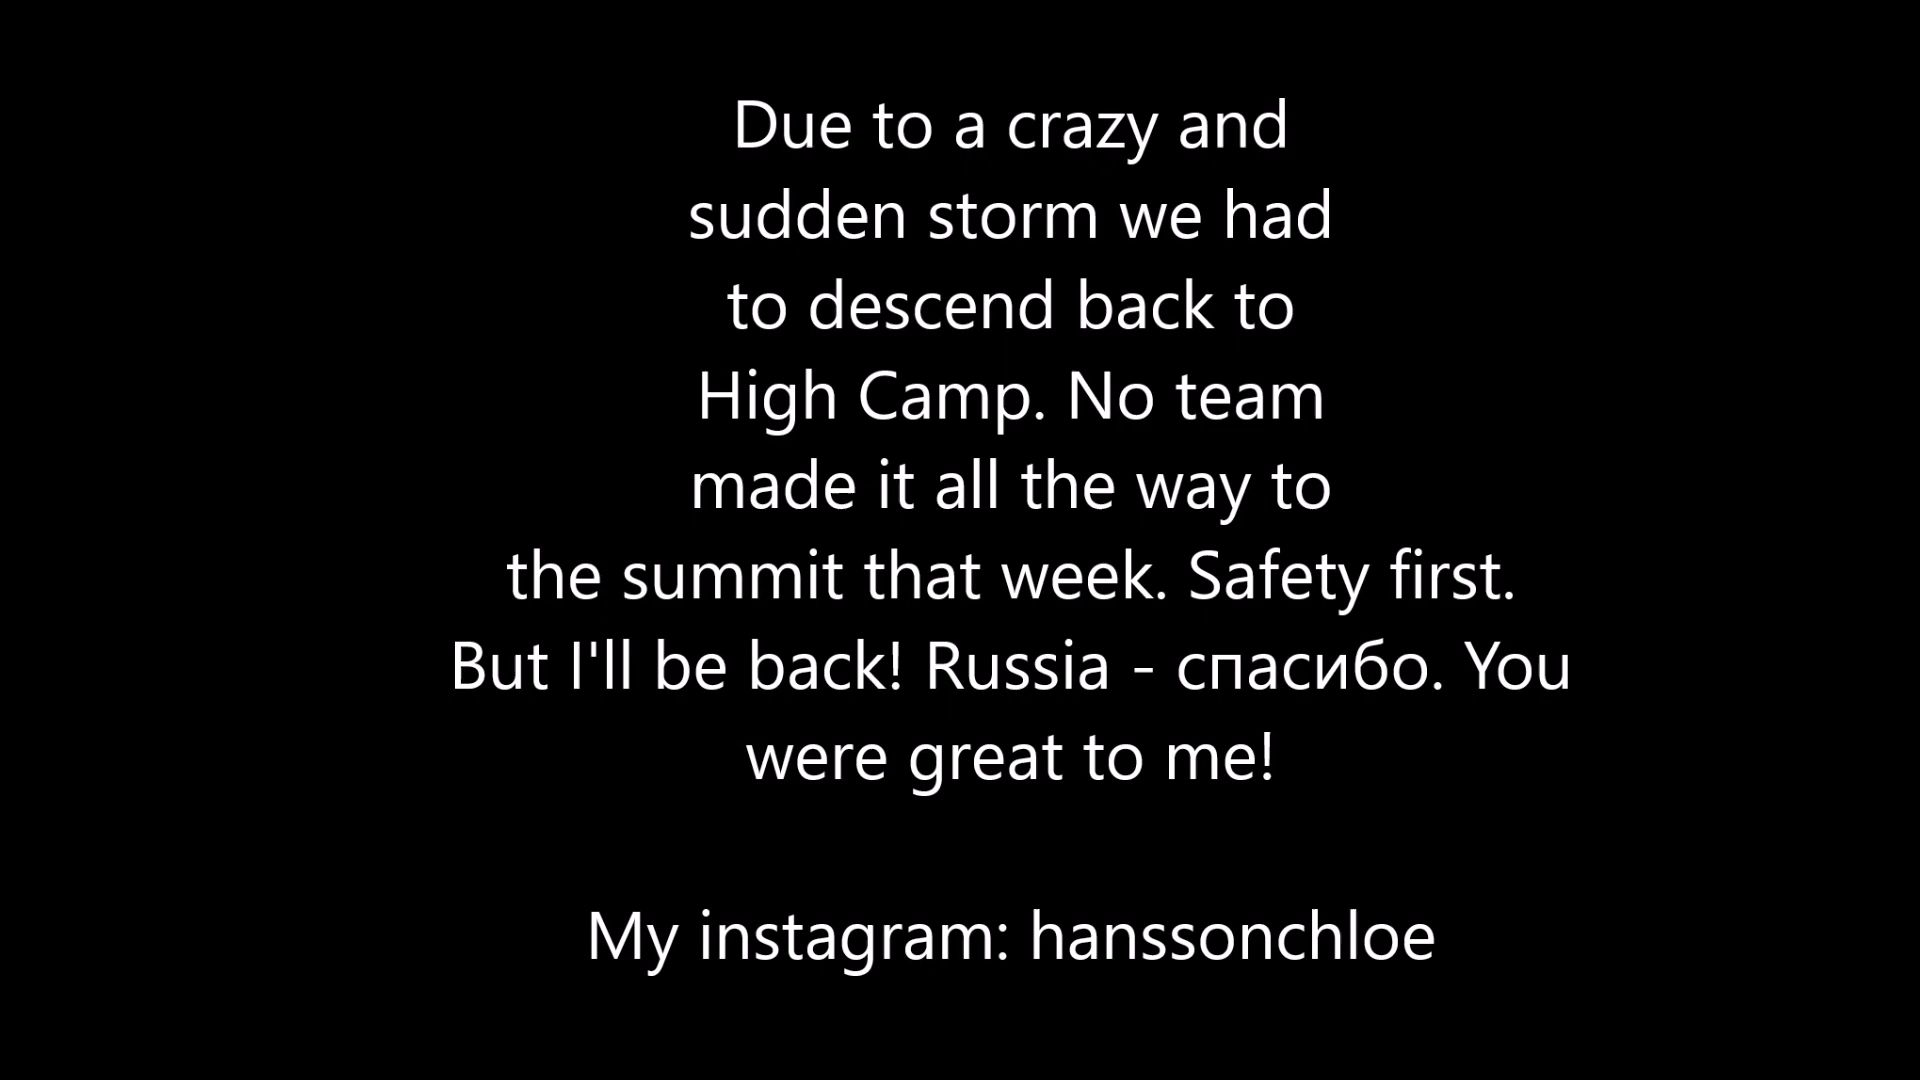 Due to a crazy and
sudden storm we had
to descend back to
High Camp. No team
made it all the way to
the summit that week. Safety first.
But I'll be back! Russia - спасибо. You
were great to me!
My instagram: hanssonchloe